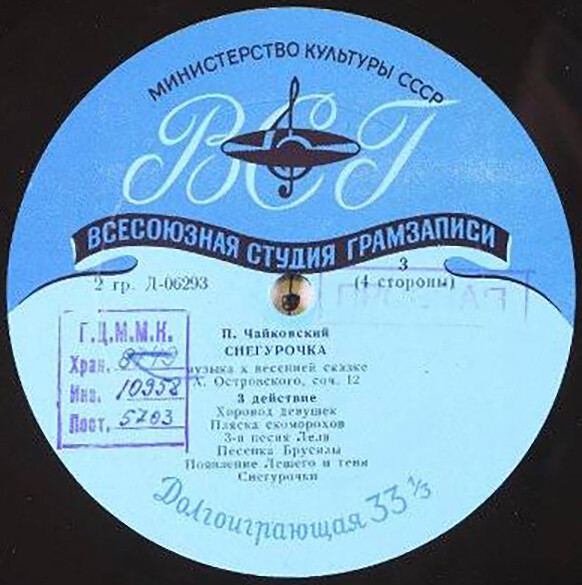 МИНИСТЕРСТВО КУЛЬТУРЫ СССР
ВСГ
ВСЕСОЮЗНАЯ СТУДИЯ ГРАМЗАПИСИ
2 гр. Д-06293
3
(4 стороны)
Г.Ц.М.М.К.
Хран.
Инв. 10958
Пост. 5703
П. Чайковский
СНЕГУРОЧКА
музыка к весенней сказке
Х. Островского, соч. 12
3 действие
Хоровод девушек
Пляска скоморохов
3-я песня Леля
Песенка Брусилы
Появление Лешего и тени
Снегурочки
Долгоиграющая 33 1/3